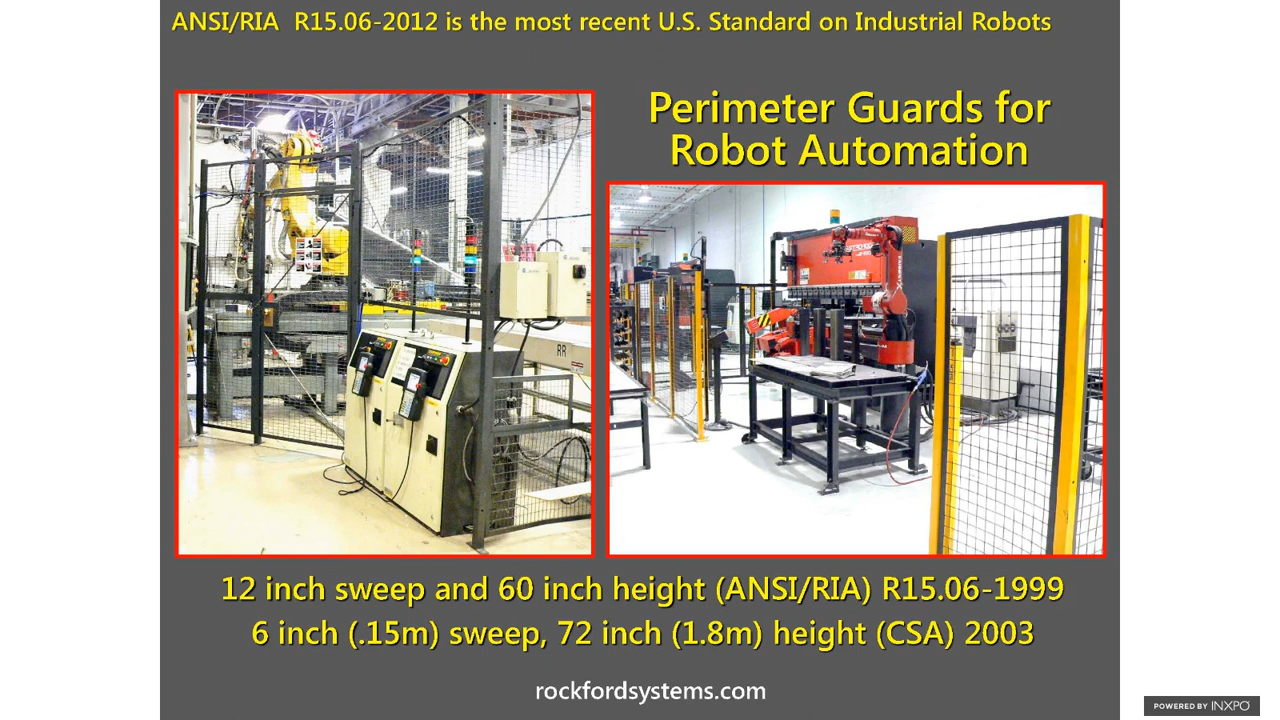 ANSI/RIA R15.06-2012 is the most recent U.S. Standard on Industrial Robots
Perimeter Guards for
Robot Automation
RR
12 inch sweep and 60 inch height (ANSI/RIA) R15.06-1999
6 inch (.15m) sweep, 72 inch (1.8m) height (CSA) 2003
rockfordsystems.com
POWERED BY INXPO